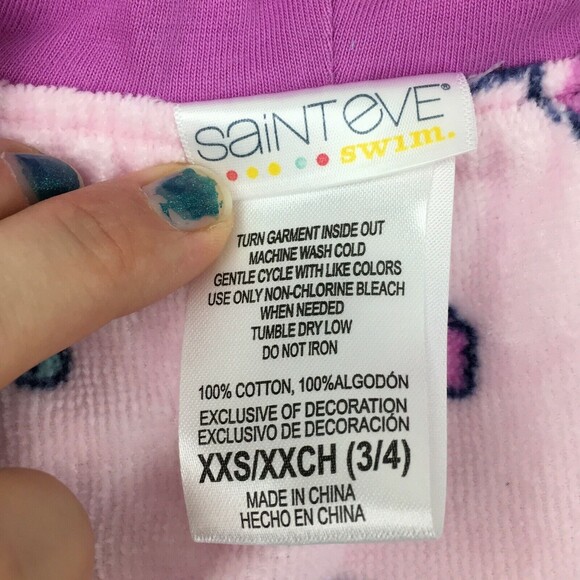 SAiNT eVe®
swim.
TURN GARMENT INSIDE OUT
MACHINE WASH COLD
GENTLE CYCLE WITH LIKE COLORS
USE ONLY NON-CHLORINE BLEACH
WHEN NEEDED
TUMBLE DRY LOW
DO NOT IRON
100% COTTON, 100%ALGODÓN
EXCLUSIVE OF DECORATION
EXCLUSIVO DE DECORACIÓN
XXS/XXCH (3/4)
MADE IN CHINA
HECHO EN CHINA